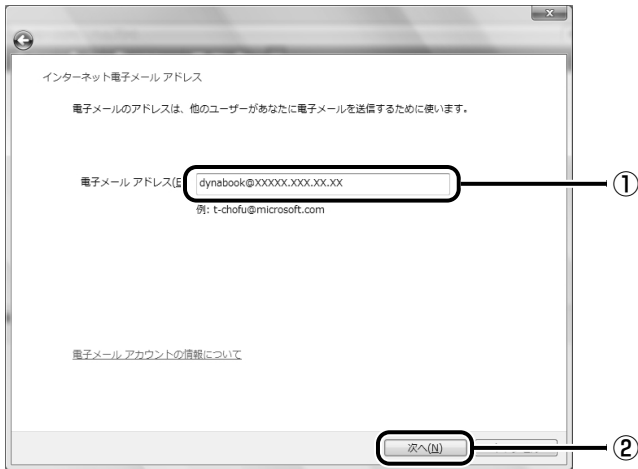 インターネット電子メール アドレス
電子メールのアドレスは、他のユーザーがあなたに電子メールを送信するために使います。
電子メール アドレス(E
dynabook@XXXXX.XXX.XX.XX
①
例: t-chofu@microsoft.com
電子メール アカウントの情報について
次へ(N)
②